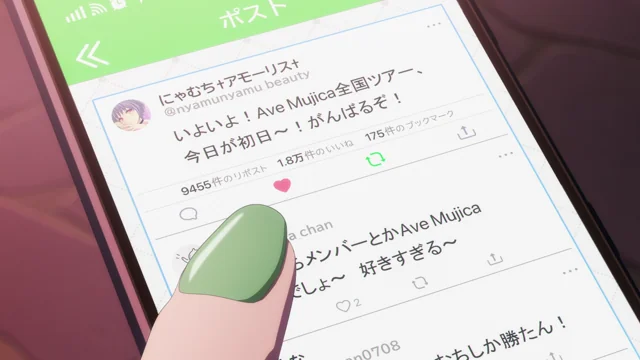 ポスト
にゃむち†アモーリス†
@nyamunyamu beauty
いよいよ！Ave Mujica全国ツアー、
今日が初日〜！がんばるぞ！
9455件のリポスト 1.8万件のいいね 175件のブックマーク
chan
メンバーとかAve Mujica
でしょ〜 好きすぎる〜
2
0708
しか勝たん！